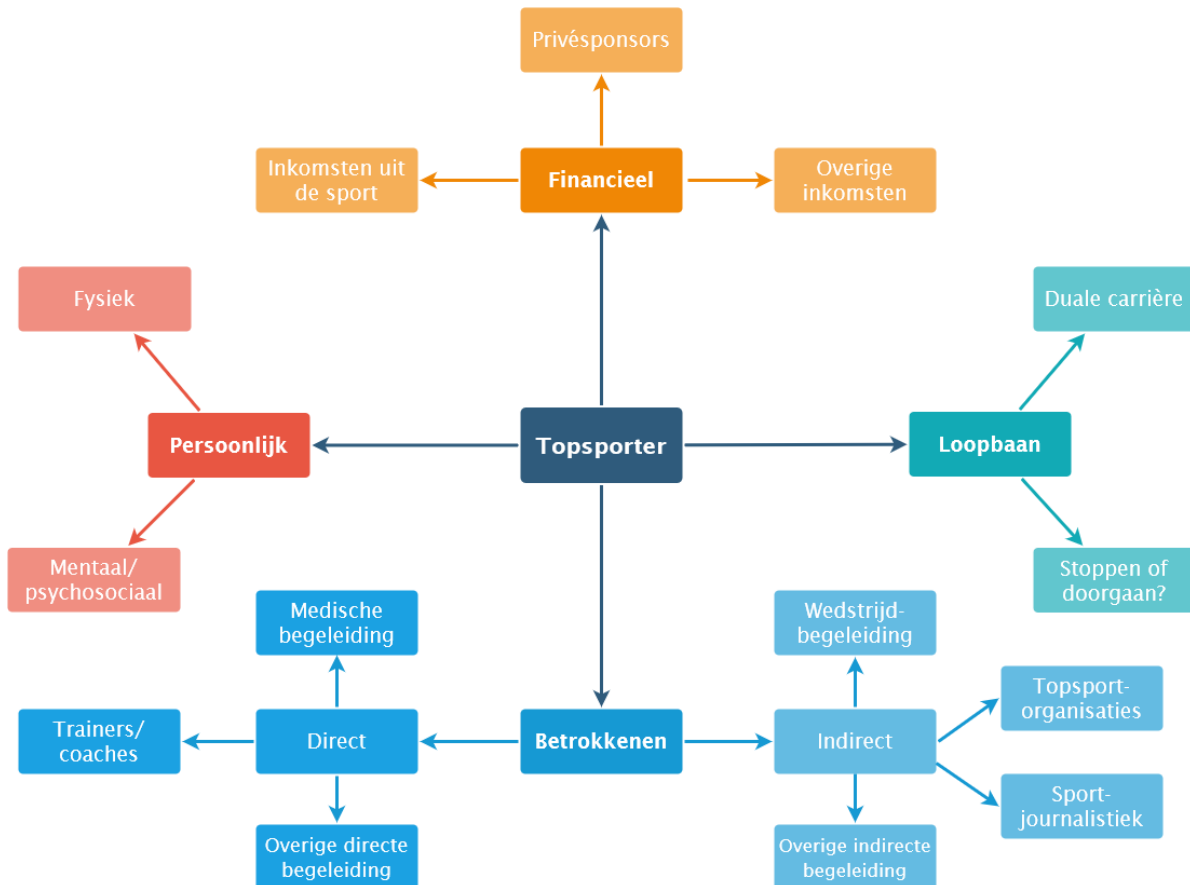 Privésponsors
Inkomsten uit
de sport
Financieel
Overige
inkomsten
Fysiek
Duale carrière
Persoonlijk
Topsporter
Loopbaan
Mentaal/
psychosociaal
Stoppen of
doorgaan?
Medische
begeleiding
Wedstrijd-
begeleiding
Topsport-
organisaties
Trainers/
coaches
Direct
Betrokkenen
Indirect
Sport-
journalistiek
Overige directe
begeleiding
Overige indirecte
begeleiding